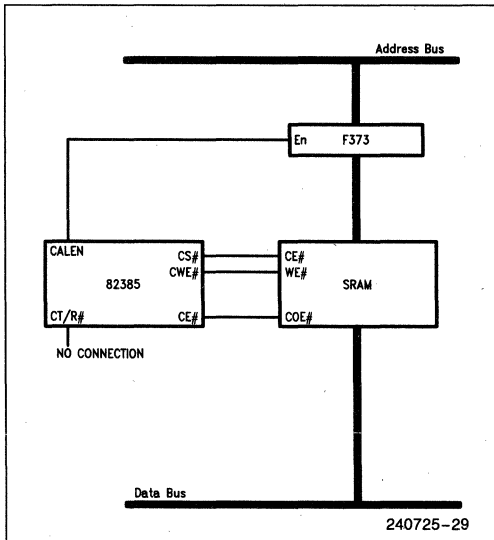 Address Bus
En F373
CALEN
CS# CE#
CWE# WE#
82385 SRAM
CT/R# CE# COE#
NO CONNECTION
Data Bus
240725-29